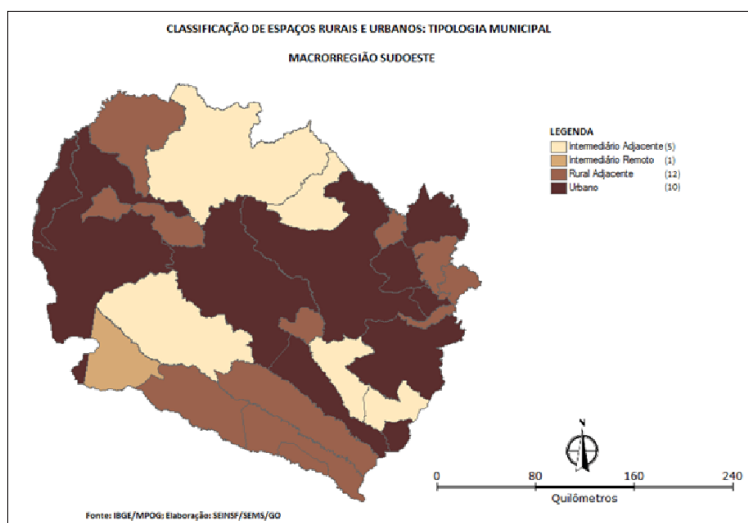 CLASSIFICAÇÃO DE ESPAÇOS RURAIS E URBANOS: TIPOLOGIA MUNICIPAL
MACRORREGIÃO SUDOESTE
LEGENDA
Intermediário Adjacente (5)
Intermediário Remoto (1)
Rural Adjacente (12)
Urbano (10)
N
0 80 160 240
Quilômetros
Fonte: IBGE/MPOG; Elaboração: SEINSF/SEMS/GO